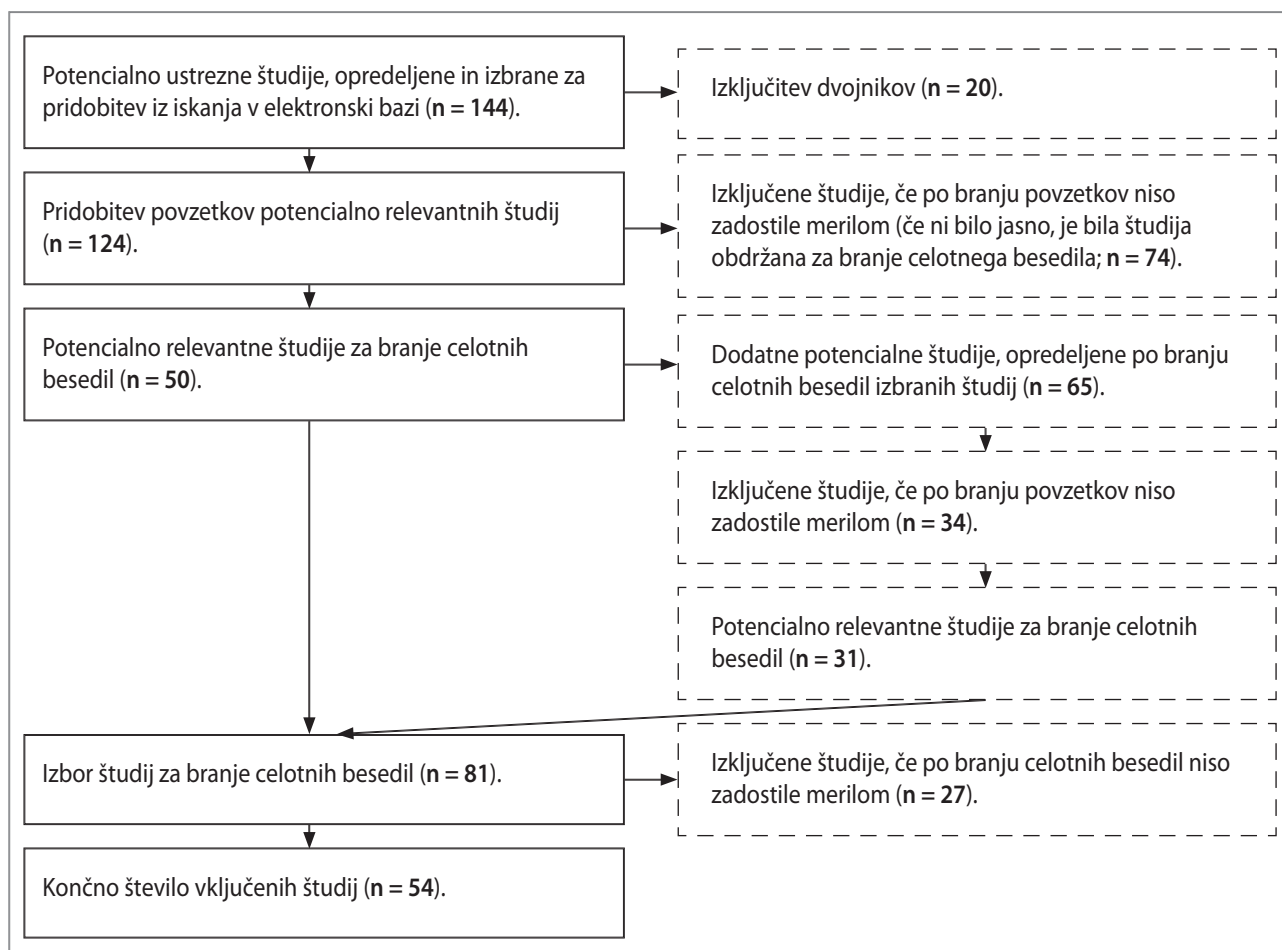 Potencialno ustrezne študije, opredeljene in izbrane za
pridobitev iz iskanja v elektronski bazi (n = 144).
Izključitev dvojnikov (n = 20).
Pridobitev povzetkov potencialno relevantnih študij
(n = 124).
Izključene študije, če po branju povzetkov niso
zadostile merilom (če ni bilo jasno, je bila študija
obdržana za branje celotnega besedila; n = 74).
Potencialno relevantne študije za branje celotnih
besedil (n = 50).
Dodatne potencialne študije, opredeljene po branju
celotnih besedil izbranih študij (n = 65).
Izključene študije, če po branju povzetkov niso
zadostile merilom (n = 34).
Potencialno relevantne študije za branje celotnih
besedil (n = 31).
Izbor študij za branje celotnih besedil (n = 81).
Izključene študije, če po branju celotnih besedil niso
zadostile merilom (n = 27).
Končno število vključenih študij (n = 54).